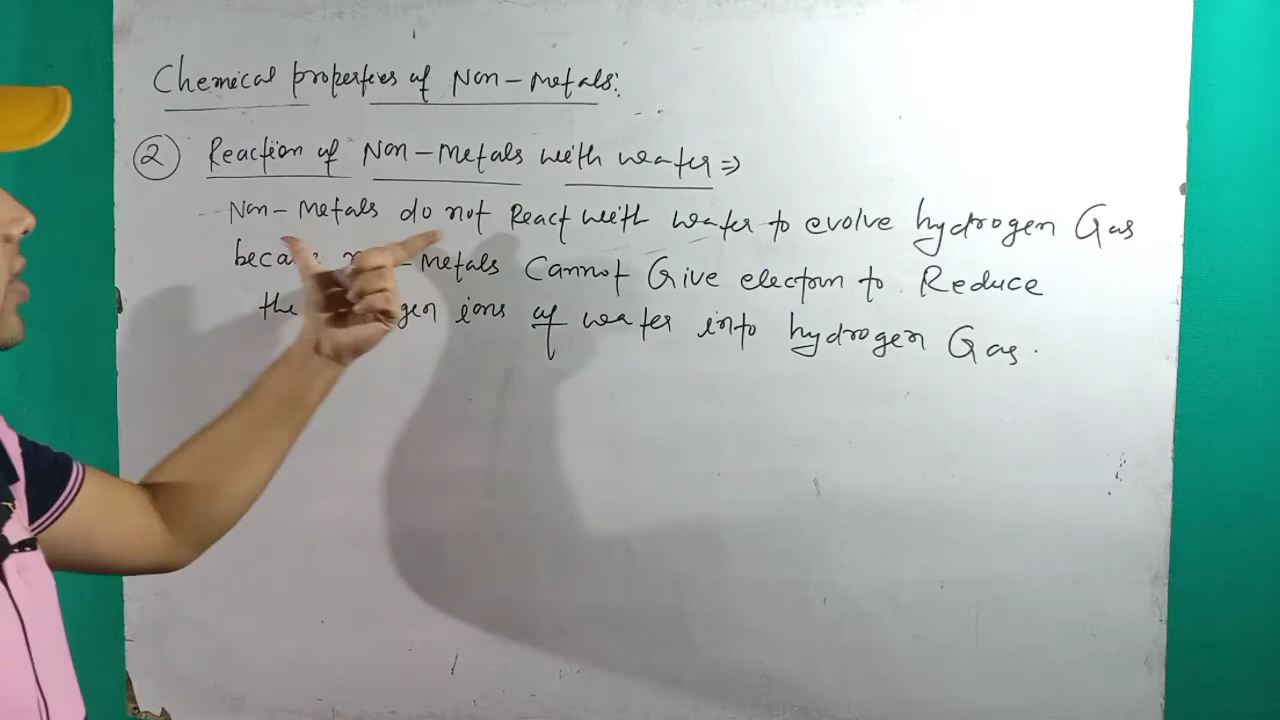 Chemical properties of Non-Metals:
② Reaction of Non-Metals with water ⇒
Non-Metals do not React with water to evolve hydrogen Gas
-Metals Cannot Give electron to Reduce
the ions of water into hydrogen Gas.